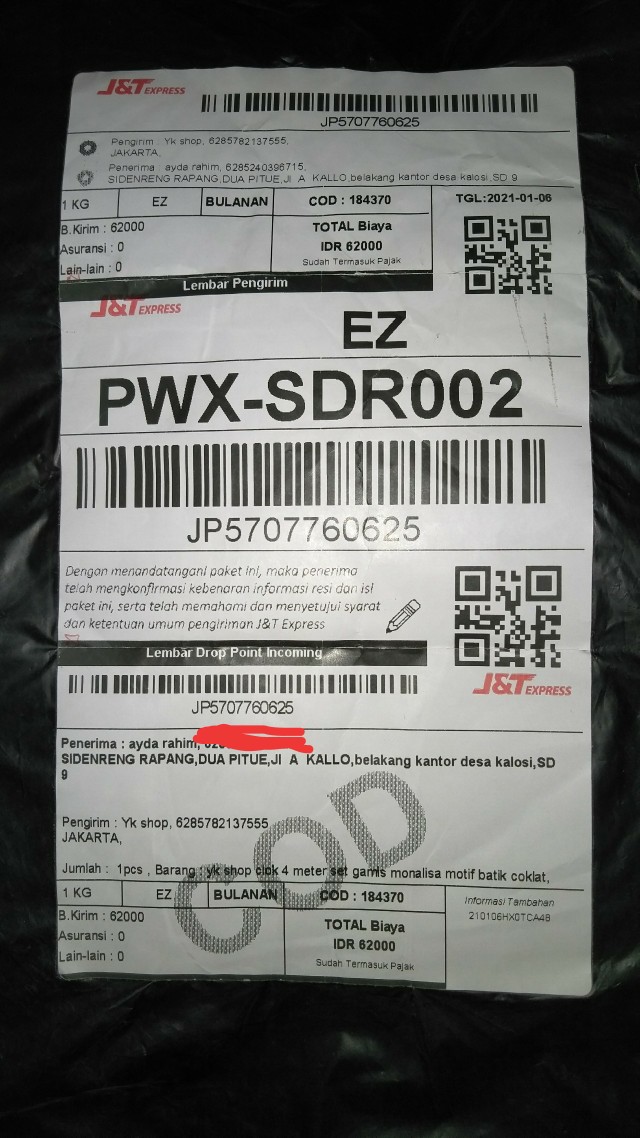 J&T EXPRESS
JP5707760625
Pengirim : Yk shop, 6285782137555,
JAKARTA,
Penerima : ayda rahim, 6285240396715,
SIDENRENG RAPANG,DUA PITUE,Jl A KALLO,belakang kantor desa kalosi,SD 9
1 KG EZ BULANAN COD : 184370 TGL:2021-01-06
B.Kirim : 62000
Asuransi : 0
Lain-lain : 0
TOTAL Biaya
IDR 62000
Sudah Termasuk Pajak
Lembar Pengirim
J&T EXPRESS
EZ
PWX-SDR002
JP5707760625
Dengan menandatangani paket ini, maka penerima
telah mengkonfirmasi kebenaran informasi resi dan isi
paket ini, serta telah memahami dan menyetujui syarat
dan ketentuan umum pengiriman J&T Express
Lembar Drop Point Incoming
J&T EXPRESS
JP5707760625
Penerima : ayda rahim,
SIDENRENG RAPANG,DUA PITUE,Jl A KALLO,belakang kantor desa kalosi,SD
9
Pengirim : Yk shop, 6285782137555
JAKARTA,
Jumlah : 1pcs , Barang : yk shop clok 4 meter set gamis monalisa motif batik coklat,
COD
1 KG EZ BULANAN COD : 184370
B.Kirim : 62000
Asuransi : 0
Lain-lain : 0
TOTAL Biaya
IDR 62000
Sudah Termasuk Pajak
Informasi Tambahan
210106HX0TCA48